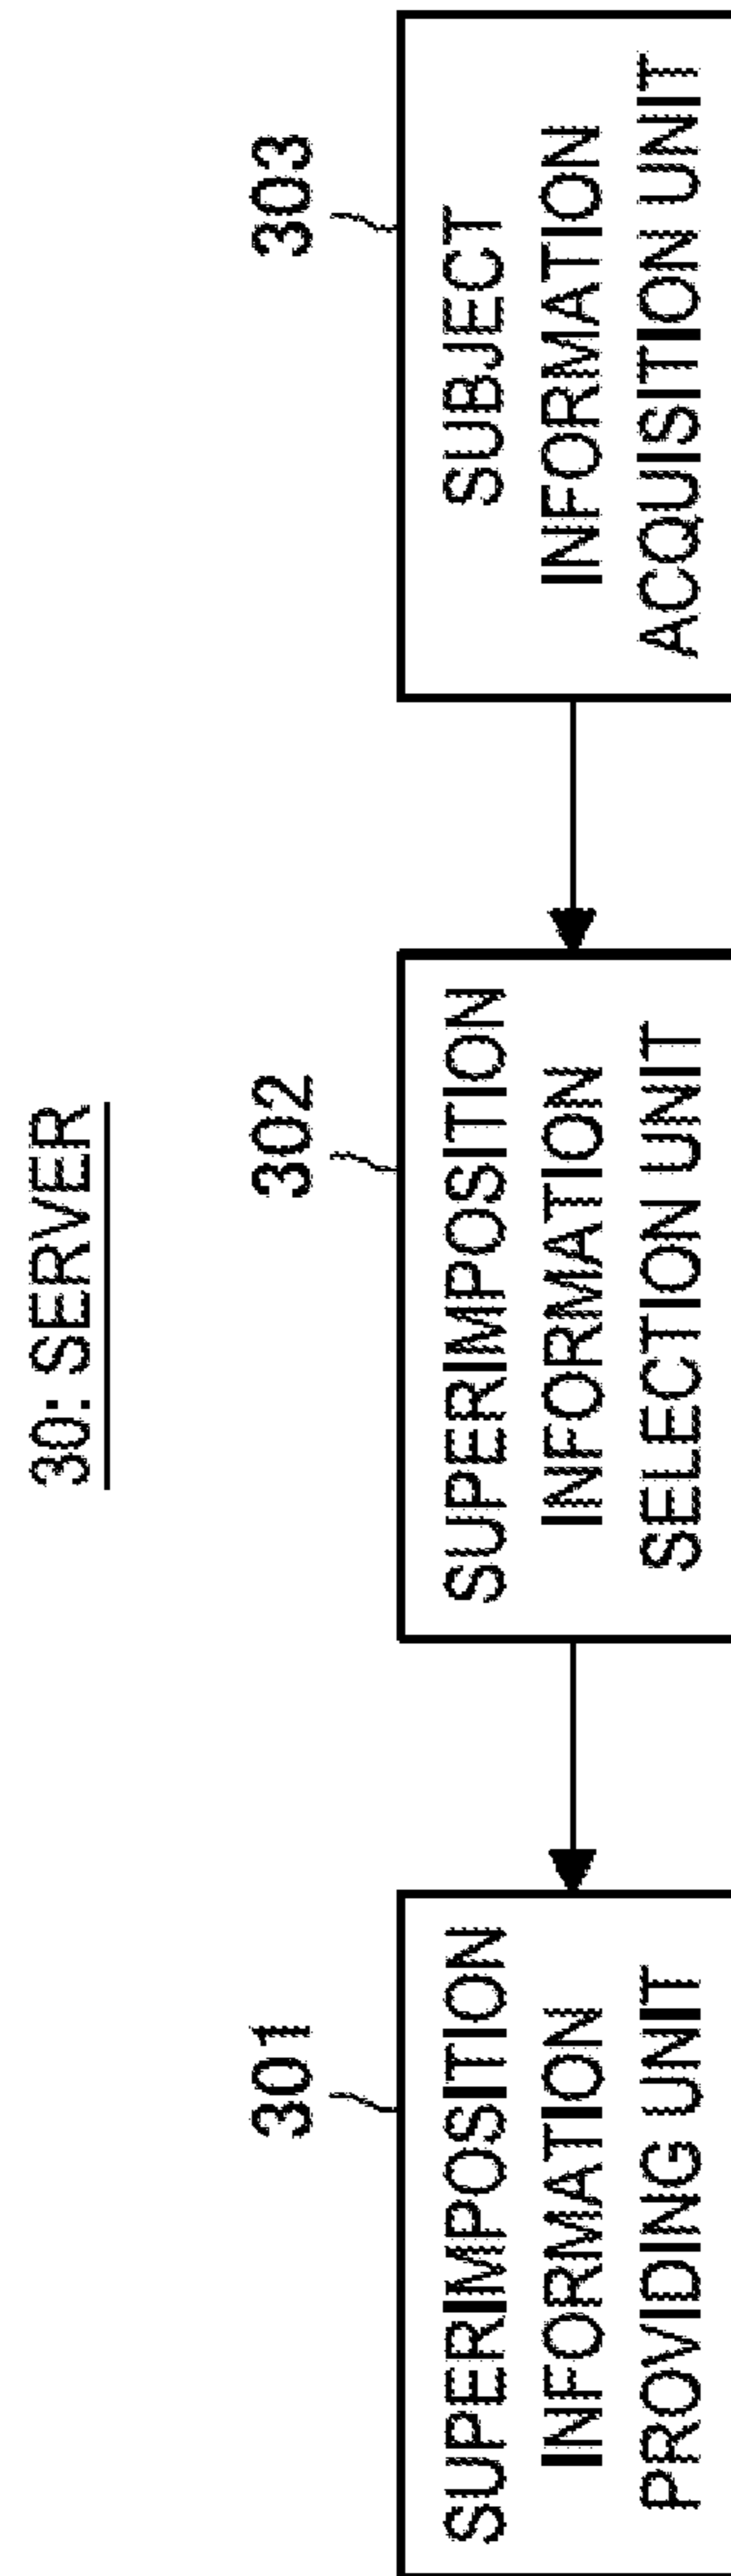 30: SERVER
301
SUPERIMPOSITION
INFORMATION
PROVIDING UNIT
302
SUPERIMPOSITION
INFORMATION
SELECTION UNIT
303
SUBJECT
INFORMATION
ACQUISITION UNIT